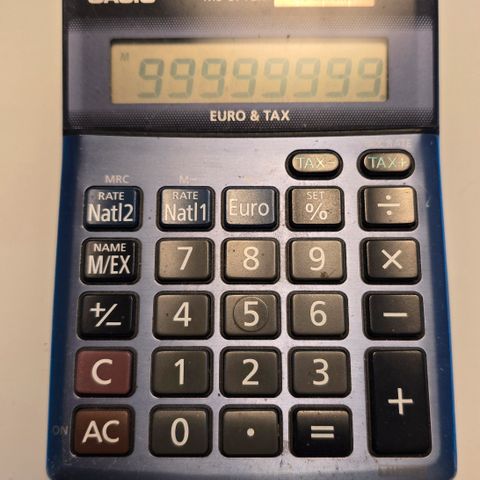 CASIO
M 99999999
EURO & TAX
TAX− TAX+
MRC M−
RATE Natl2 RATE Natl1 Euro SET % ÷
NAME M/EX 7 8 9 ×
+/− 4 5 6 −
C 1 2 3 +
ON AC 0 · =